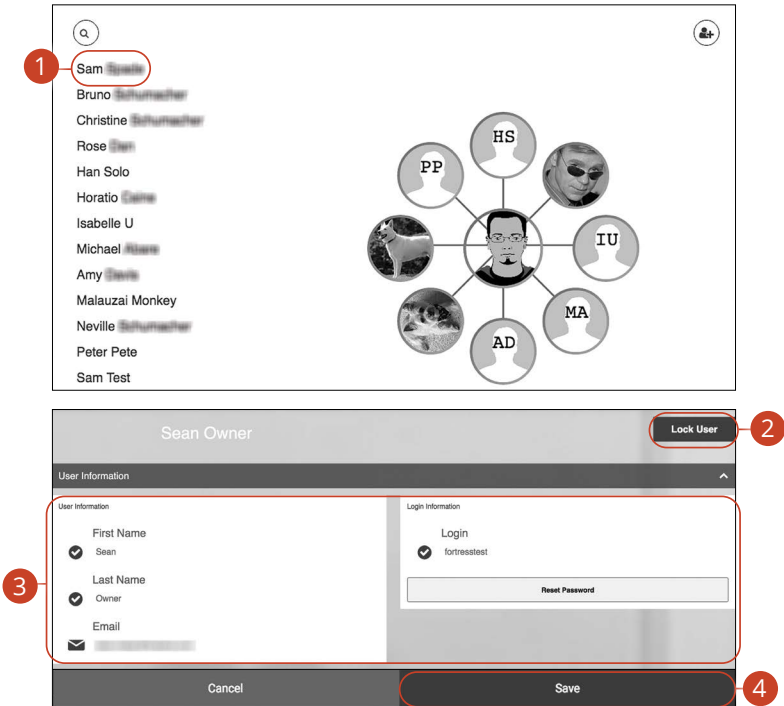 1
Sam
Bruno
Christine
Rose
Han Solo
Horatio
Isabelle U
Michael
Amy
Malauzai Monkey
Neville
Peter Pete
Sam Test
HS
PP
IU
MA
AD
Sean Owner
Lock User
2
User Information
User Information
Login Information
First Name
Login
Sean
fortresstest
Last Name
Reset Password
3
Owner
Email
Cancel
Save
4